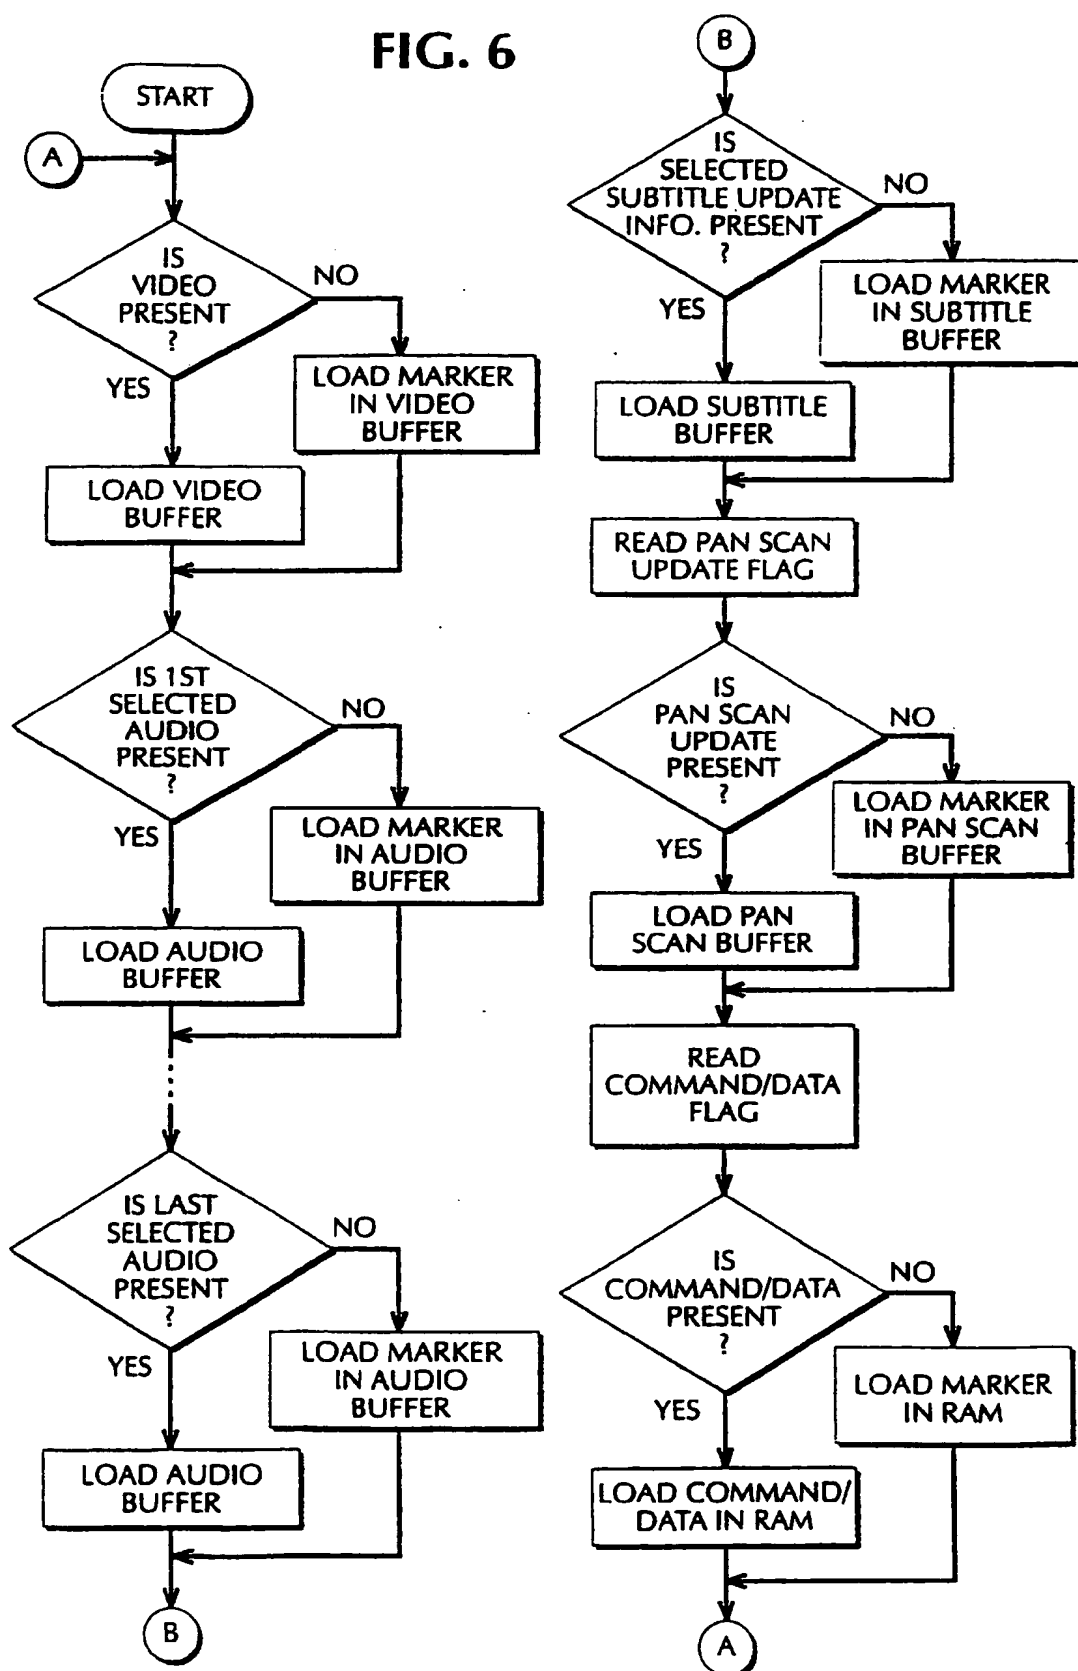 FIG. 6
START
A
IS
VIDEO
PRESENT
?
NO
YES
LOAD MARKER
IN VIDEO
BUFFER
LOAD VIDEO
BUFFER
IS 1ST
SELECTED
AUDIO
PRESENT
?
NO
YES
LOAD MARKER
IN AUDIO
BUFFER
LOAD AUDIO
BUFFER
IS LAST
SELECTED
AUDIO
PRESENT
?
NO
YES
LOAD MARKER
IN AUDIO
BUFFER
LOAD AUDIO
BUFFER
B
B
IS
SELECTED
SUBTITLE UPDATE
INFO. PRESENT
?
NO
YES
LOAD MARKER
IN SUBTITLE
BUFFER
LOAD SUBTITLE
BUFFER
READ PAN SCAN
UPDATE FLAG
IS
PAN SCAN
UPDATE
PRESENT
?
NO
YES
LOAD MARKER
IN PAN SCAN
BUFFER
LOAD PAN
SCAN BUFFER
READ
COMMAND/DATA
FLAG
IS
COMMAND/DATA
PRESENT
?
NO
YES
LOAD MARKER
IN RAM
LOAD COMMAND/
DATA IN RAM
A